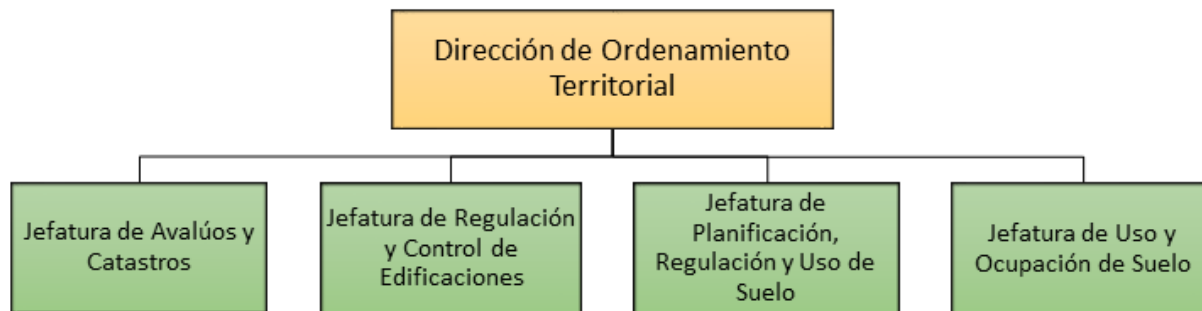 Dirección de Ordenamiento
Territorial
Jefatura de Avalúos y
Catastros
Jefatura de Regulación
y Control de
Edificaciones
Jefatura de
Planificación,
Regulación y Uso de
Suelo
Jefatura de Uso y
Ocupación de Suelo